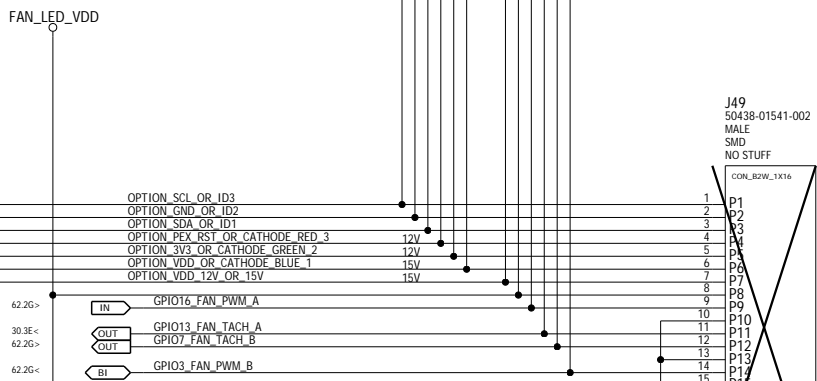 FAN_LED_VDD
J49
50438-01541-002
MALE
SMD
NO STUFF
CON_B2W_1X16
OPTION_SCL_OR_ID3 1 P1
OPTION_GND_OR_ID2 2 P2
OPTION_SDA_OR_ID1 3 P3
OPTION_PEX_RST_OR_CATHODE_RED_3 12V 4 P4
OPTION_3V3_OR_CATHODE_GREEN_2 12V 5 P5
OPTION_VDD_OR_CATHODE_BLUE_1 15V 6 P6
OPTION_VDD_12V_OR_15V 15V 7 P7
8 P8
62.2G> IN GPIO16_FAN_PWM_A 9 P9
10 P10
30.3E< OUT GPIO13_FAN_TACH_A 11 P11
62.2G> OUT GPIO7_FAN_TACH_B 12 P12
13 P13
62.2G< BI GPIO3_FAN_PWM_B 14 P14
15 P15